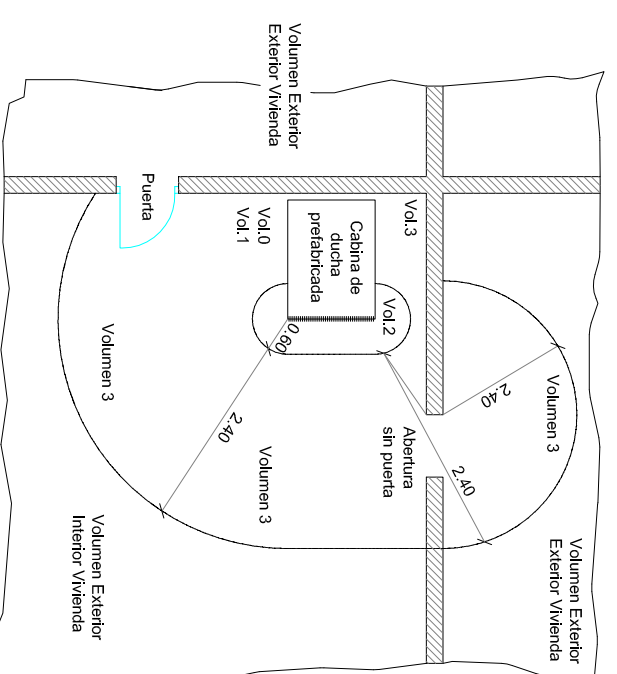 Volumen Exterior
Exterior Vivienda
Puerta
Vol.0
Vol.1
Cabina de
ducha
prefabricada
Vol.3
Vol.2
0.60
2.40
2.40
Volumen 3
Volumen 3
Abertura
sin puerta
2.40
Volumen 3
Volumen Exterior
Interior Vivienda
Volumen Exterior
Exterior Vivienda